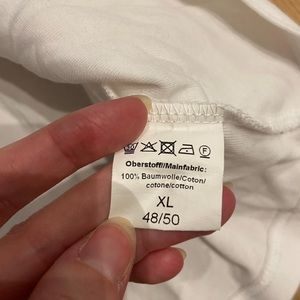 Oberstoff/Mainfabric:
100% Baumwolle/Coton/
cotone/cotton
XL
48/50